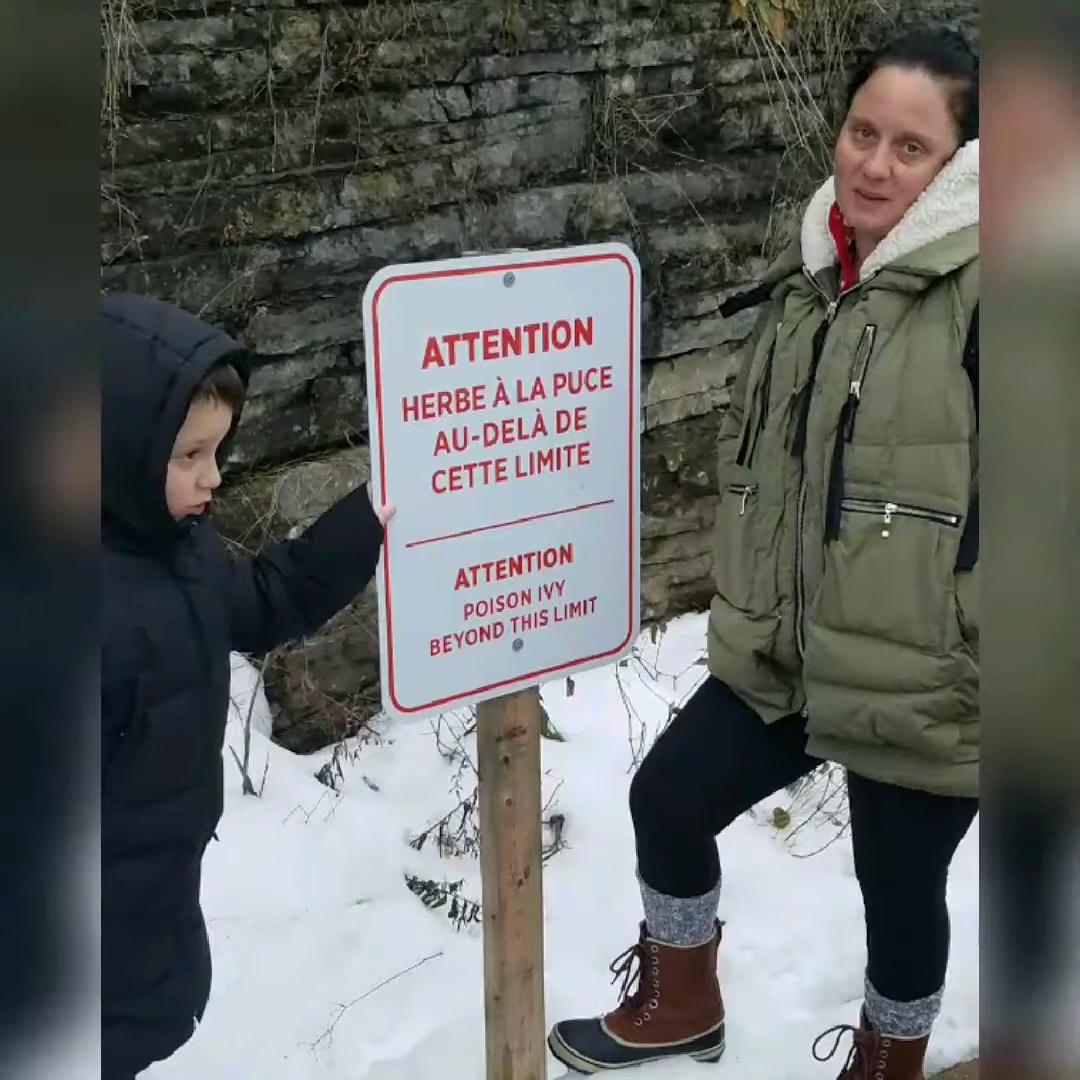 ATTENTION
HERBE À LA PUCE
AU-DELÀ DE
CETTE LIMITE
ATTENTION
POISON IVY
BEYOND THIS LIMIT